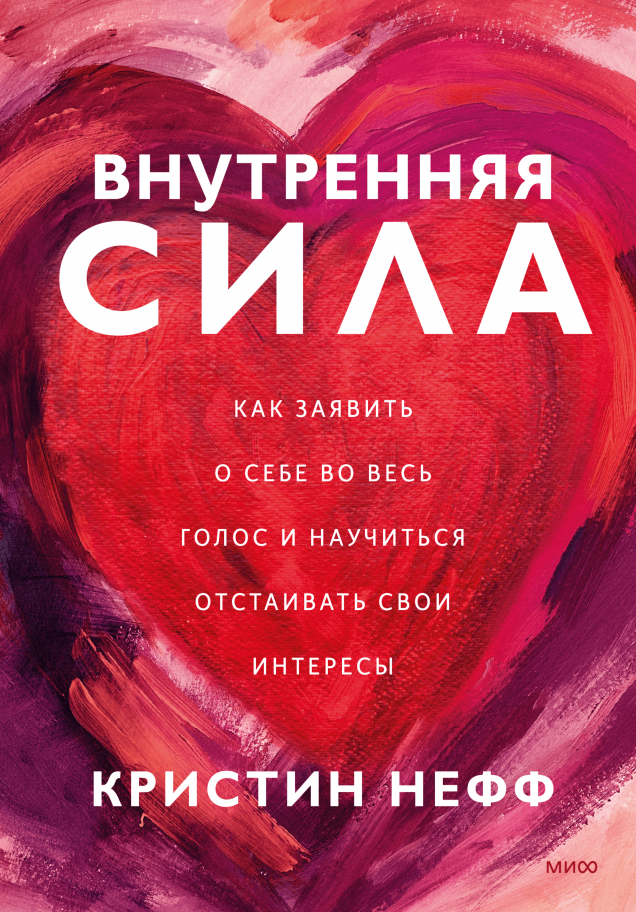 ВНУТРЕННЯЯ
СИЛА
КАК ЗАЯВИТЬ
О СЕБЕ ВО ВЕСЬ
ГОЛОС И НАУЧИТЬСЯ
ОТСТАИВАТЬ СВОИ
ИНТЕРЕСЫ
КРИСТИН НЕФФ
МИФ